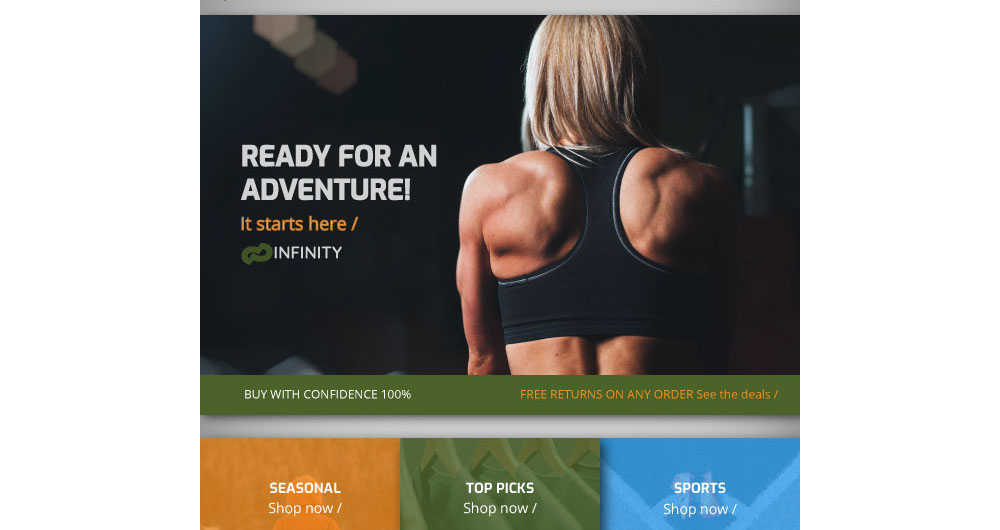 READY FOR AN
ADVENTURE!
It starts here /
INFINITY
BUY WITH CONFIDENCE 100%
FREE RETURNS ON ANY ORDER See the deals /
SEASONAL
Shop now /
TOP PICKS
Shop now /
SPORTS
Shop now /